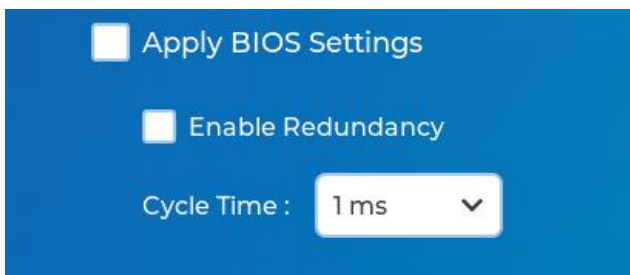 Apply BIOS Settings
Enable Redundancy
Cycle Time : 1 ms